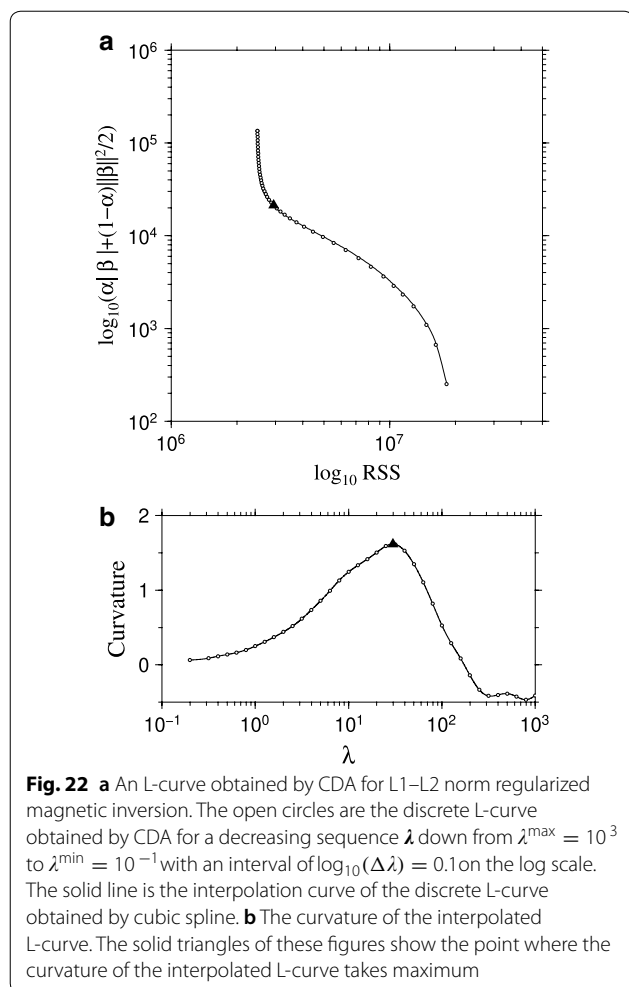 a
10^6
10^5
10^4
10^3
10^2
log10(α| β |+(1−α)||β||^2/2)
10^6
10^7
log10 RSS
b
2
1
0
Curvature
10^−1
10^0
10^1
10^2
10^3
λ
Fig. 22 a An L-curve obtained by CDA for L1–L2 norm regularized
magnetic inversion. The open circles are the discrete L-curve
obtained by CDA for a decreasing sequence λ down from λ^max = 10^3
to λ^min = 10^−1 with an interval of log10(Δλ) = 0.1on the log scale.
The solid line is the interpolation curve of the discrete L-curve
obtained by cubic spline. b The curvature of the interpolated
L-curve. The solid triangles of these figures show the point where the
curvature of the interpolated L-curve takes maximum